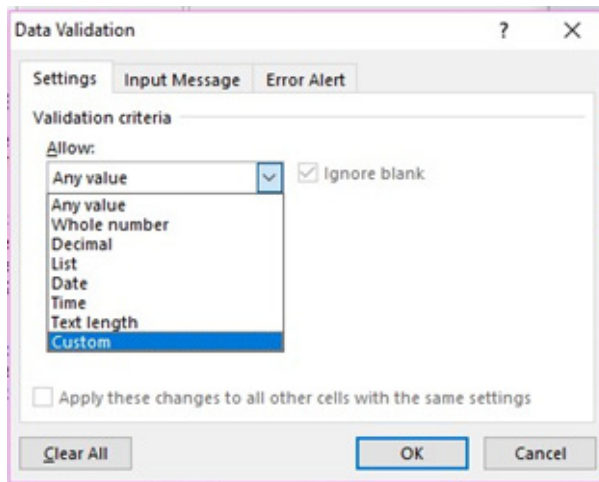 Data Validation ? ×
Settings Input Message Error Alert
Validation criteria
Allow:
Any value Ignore blank
Any value
Whole number
Decimal
List
Date
Time
Text length
Custom
Apply these changes to all other cells with the same settings
Clear All OK Cancel